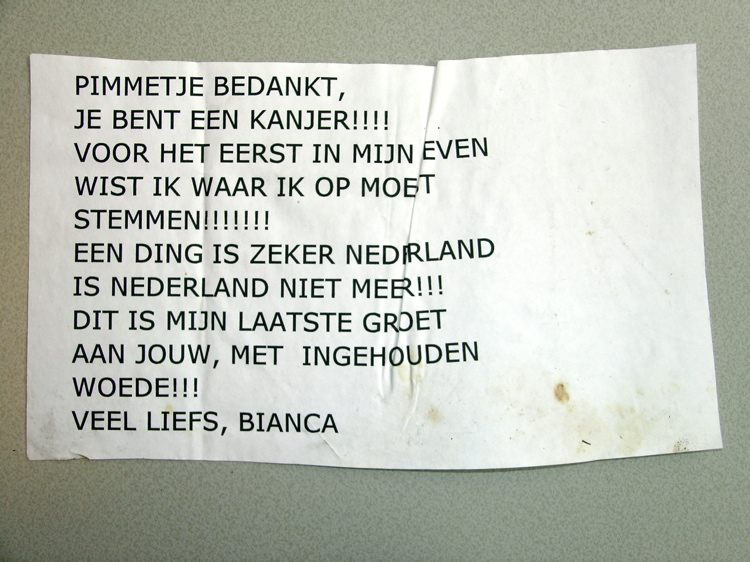 PIMMETJE BEDANKT,
JE BENT EEN KANJER!!!!
VOOR HET EERST IN MIJN EVEN
WIST IK WAAR IK OP MOET
STEMMEN!!!!!!!
EEN DING IS ZEKER NEDRLAND
IS NEDERLAND NIET MEER!!!
DIT IS MIJN LAATSTE GROET
AAN JOUW, MET INGEHOUDEN
WOEDE!!!
VEEL LIEFS, BIANCA